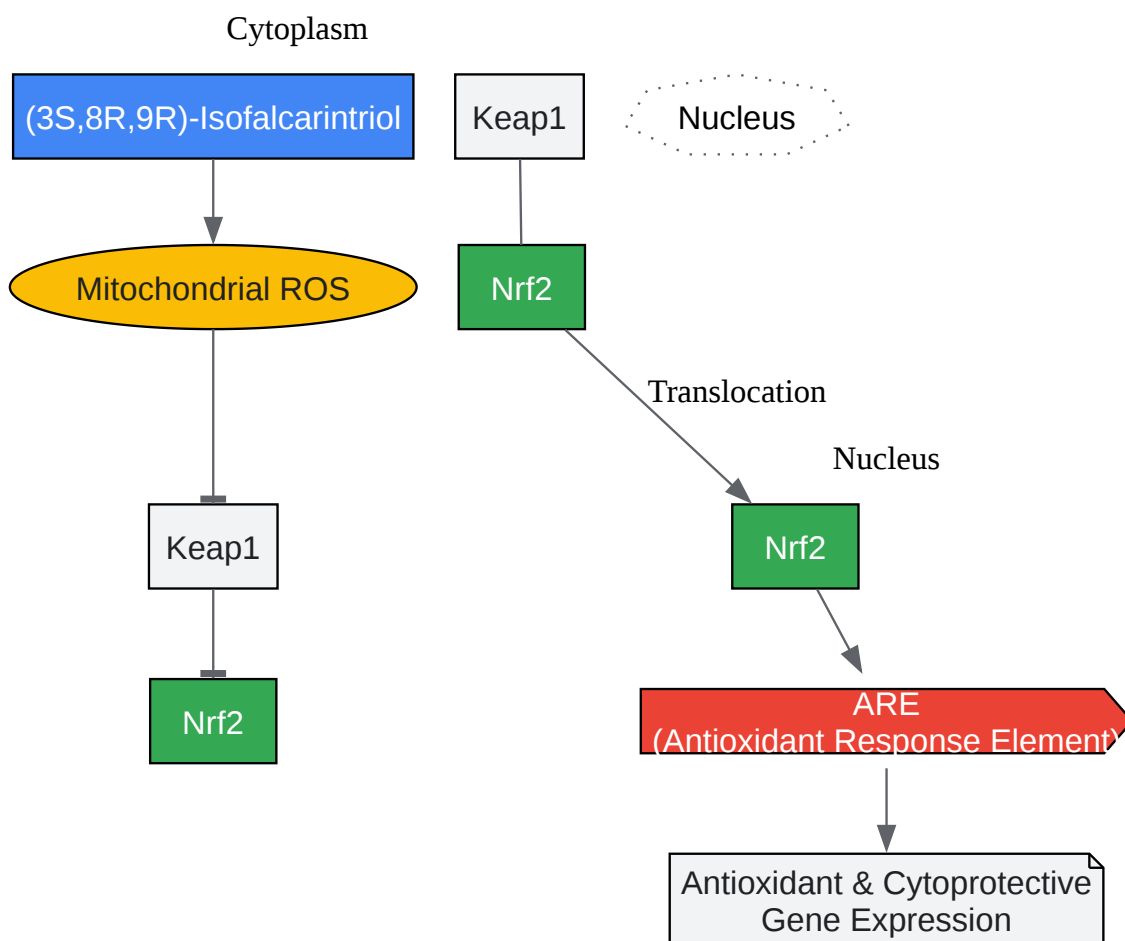 Cytoplasm
(3S,8R,9R)-Isofalcarintriol
Keap1
Nucleus
Mitochondrial ROS
Nrf2
Translocation
Nucleus
Keap1
Nrf2
Nrf2
ARE
(Antioxidant Response Element)
Antioxidant & Cytoprotective
Gene Expression